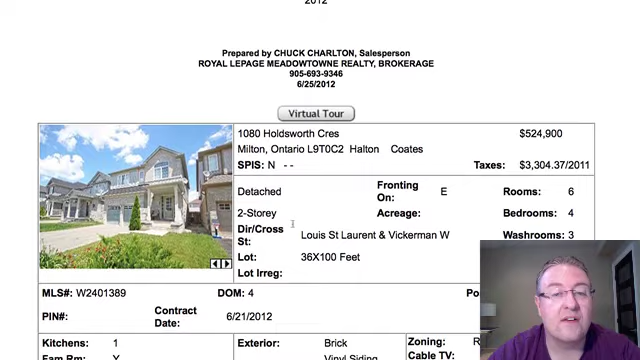 2012
Prepared by CHUCK CHARLTON, Salesperson
ROYAL LEPAGE MEADOWTOWNE REALTY, BROKERAGE
905-693-9346
6/25/2012
Virtual Tour
1080 Holdsworth Cres $524,900
Milton, Ontario L9T0C2 Halton Coates
SPIS: N - - Taxes: $3,304.37/2011
Detached Fronting On: E Rooms: 6
2-Storey Acreage: Bedrooms: 4
Dir/Cross St: Louis St Laurent & Vickerman W Washrooms: 3
Lot: 36X100 Feet
Lot Irreg:
MLS#: W2401389 DOM: 4
PIN#: Contract Date: 6/21/2012
Kitchens: 1 Exterior: Brick Zoning:
Fam Rm: Y Vinyl Siding Cable TV: